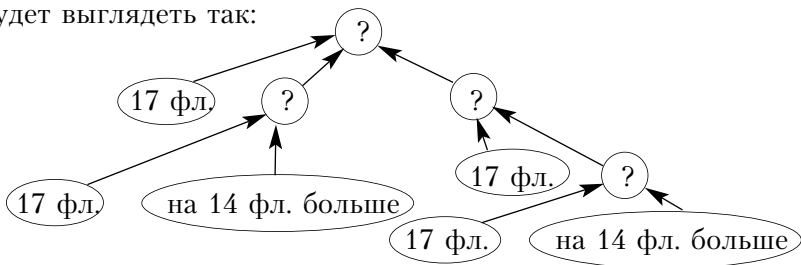 удет выглядеть так:
?
17 фл.
?
?
17 фл.
на 14 фл. больше
17 фл.
?
17 фл.
на 14 фл. больше